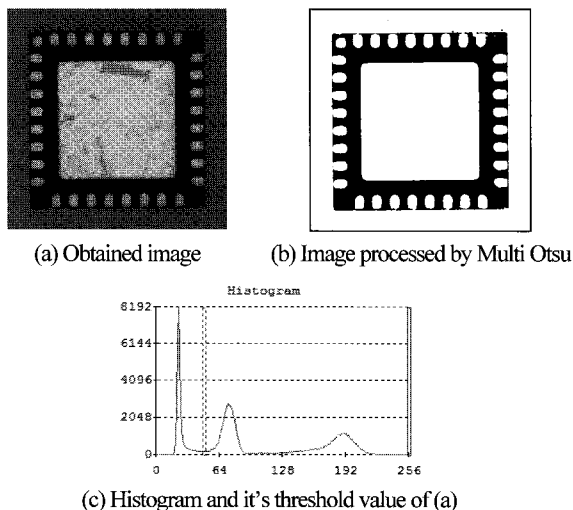 (a) Obtained image
(b) Image processed by Multi Otsu
Histogram
8192
6144
4096
2048
0
0 64 128 192 256
(c) Histogram and it's threshold value of (a)